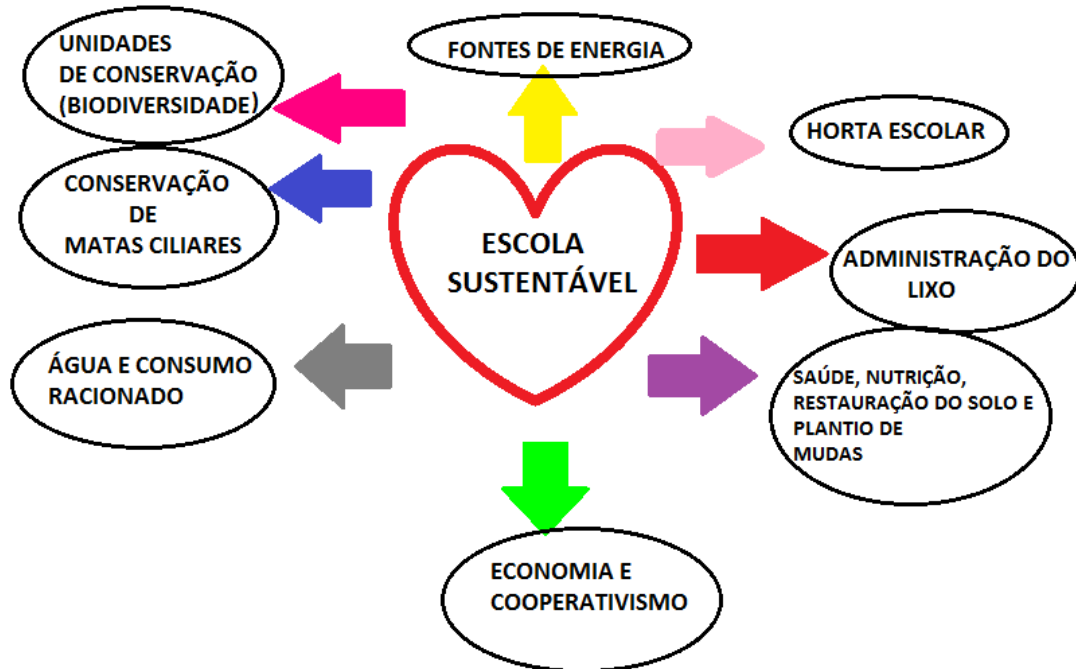 UNIDADES
DE CONSERVAÇÃO
(BIODIVERSIDADE)
FONTES DE ENERGIA
HORTA ESCOLAR
CONSERVAÇÃO
DE
MATAS CILIARES
ESCOLA
SUSTENTÁVEL
ADMINISTRAÇÃO DO
LIXO
ÁGUA E CONSUMO
RACIONADO
SAÚDE, NUTRIÇÃO,
RESTAURAÇÃO DO SOLO E
PLANTIO DE
MUDAS
ECONOMIA E
COOPERATIVISMO